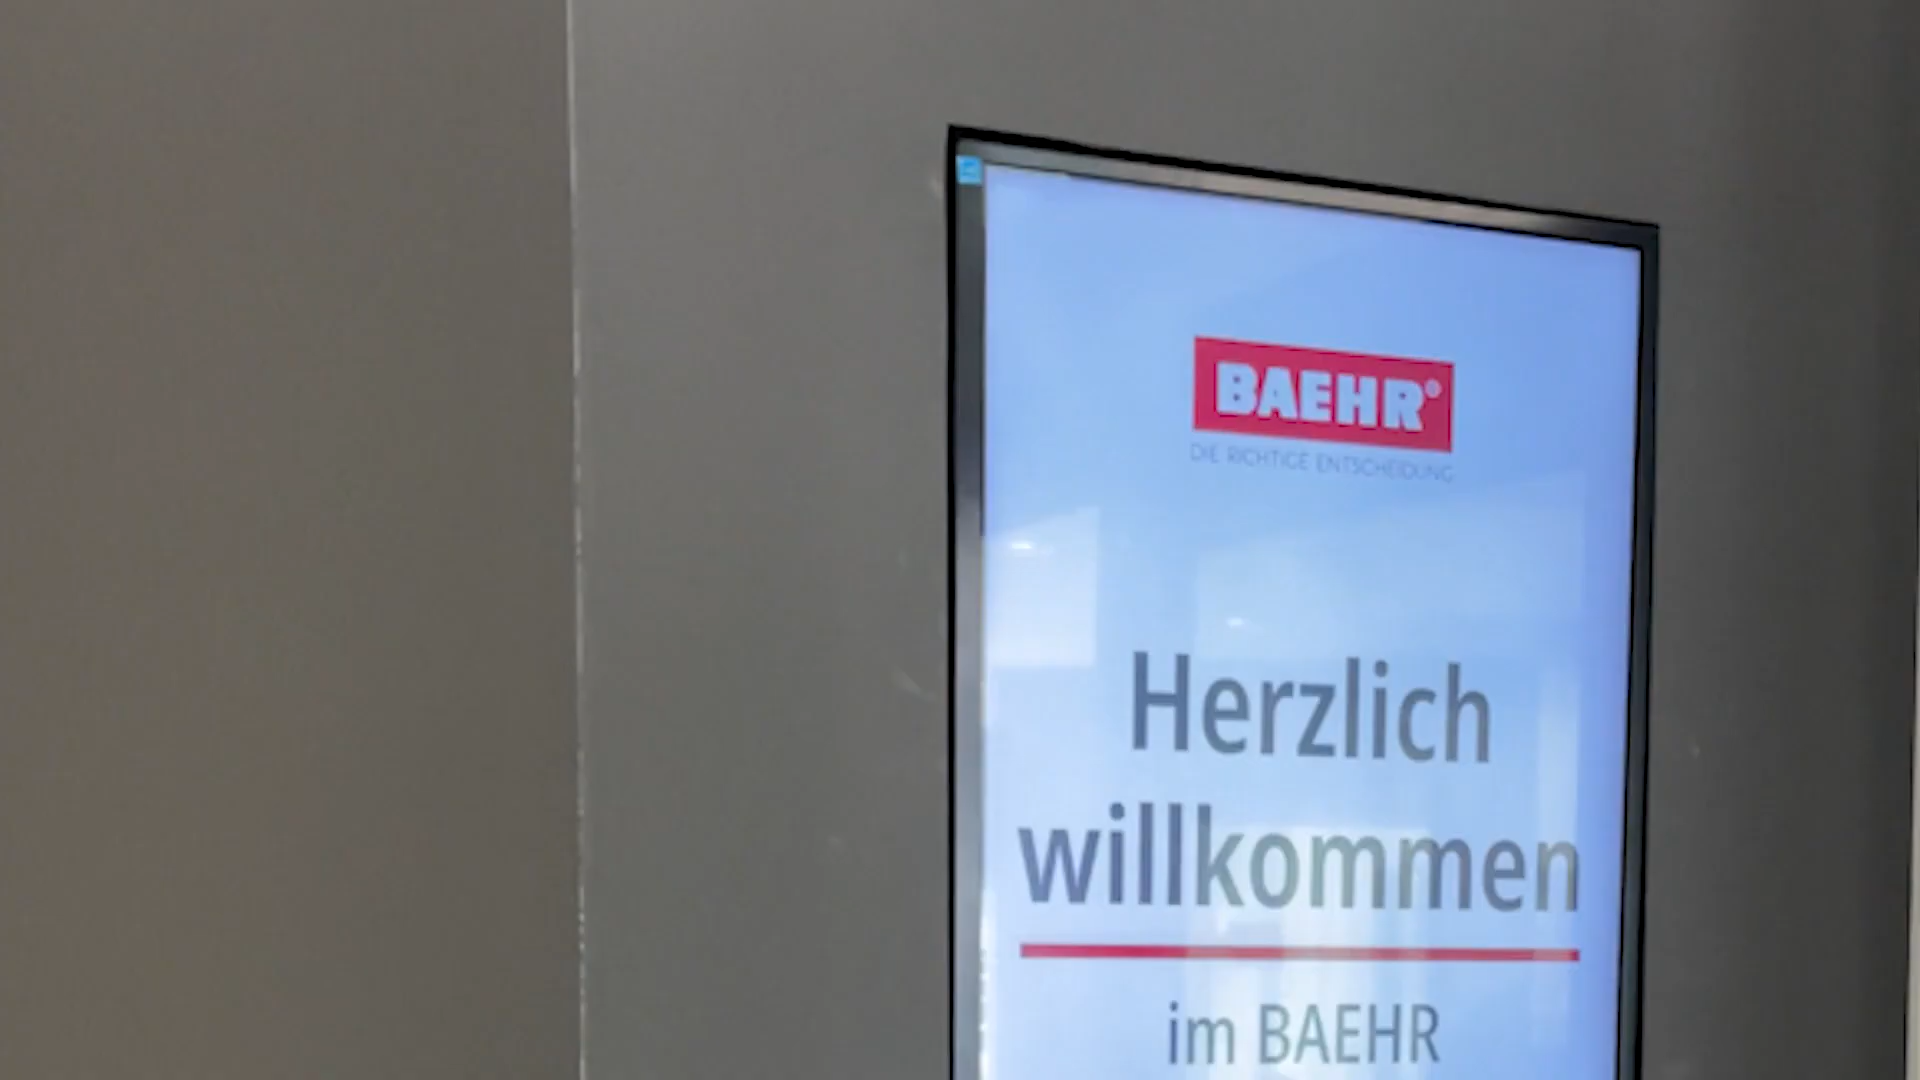 BAEHR®
DIE RICHTIGE ENTSCHEIDUNG
Herzlich
willkommen
im BAEHR